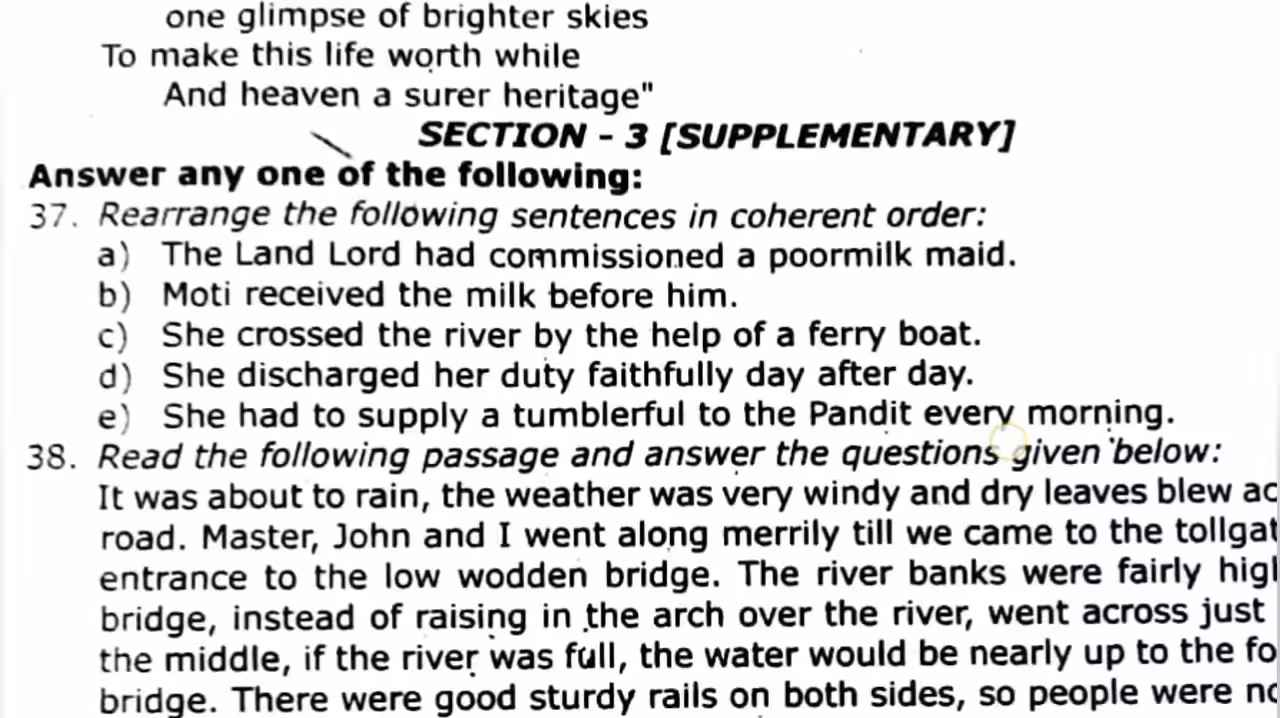 one glimpse of brighter skies
To make this life worth while
And heaven a surer heritage"
SECTION - 3 [SUPPLEMENTARY]
Answer any one of the following:
37. Rearrange the following sentences in coherent order:
a) The Land Lord had commissioned a poormilk maid.
b) Moti received the milk before him.
c) She crossed the river by the help of a ferry boat.
d) She discharged her duty faithfully day after day.
e) She had to supply a tumblerful to the Pandit every morning.
38. Read the following passage and answer the questions given below:
It was about to rain, the weather was very windy and dry leaves blew
road. Master, John and I went along merrily till we came to the
entrance to the low wodden bridge. The river banks were fairly
bridge, instead of raising in the arch over the river, went across just
the middle, if the river was full, the water would be nearly up to the
bridge. There were good sturdy rails on both sides, so people were